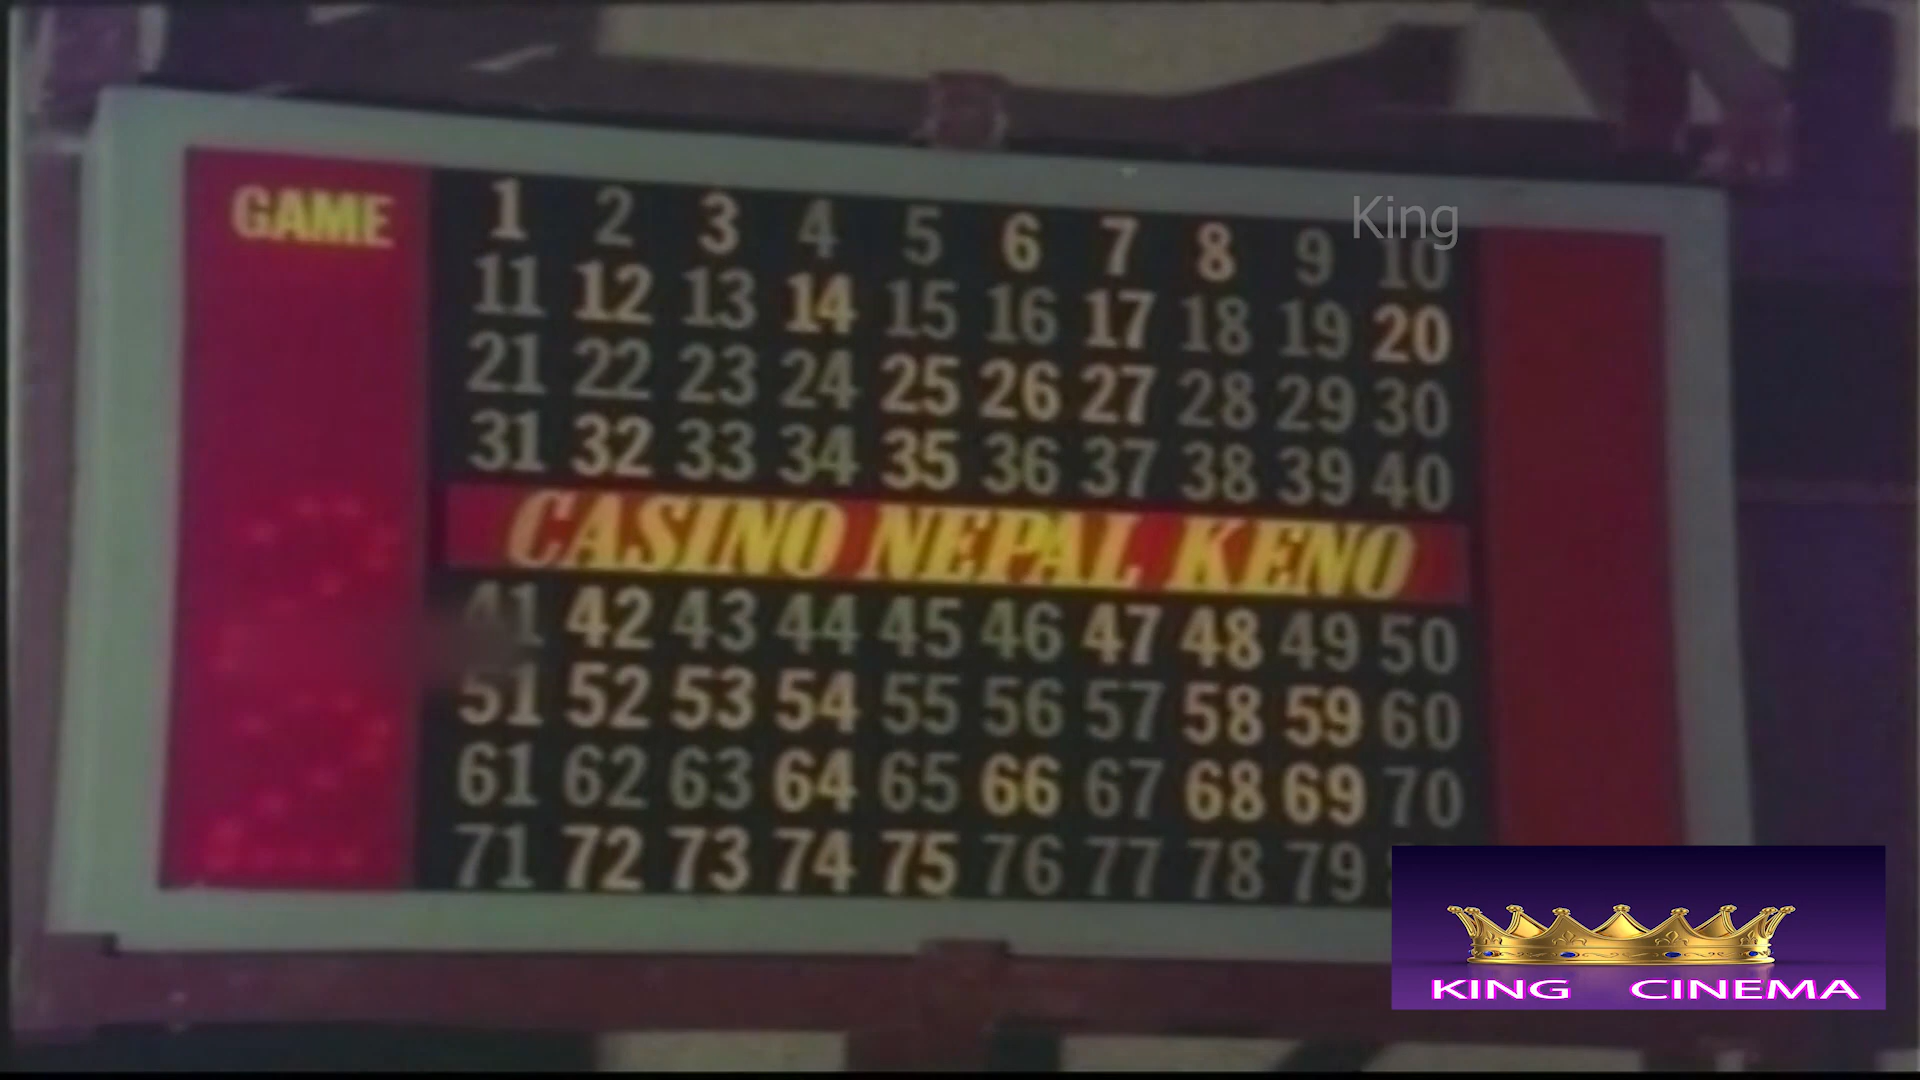 King
GAME
1 2 3 4 5 6 7 8 9 10
11 12 13 14 15 16 17 18 19 20
21 22 23 24 25 26 27 28 29 30
31 32 33 34 35 36 37 38 39 40
CASINO NEPAL KENO
41 42 43 44 45 46 47 48 49 50
51 52 53 54 55 56 57 58 59 60
61 62 63 64 65 66 67 68 69 70
71 72 73 74 75 76 77 78 79
KING CINEMA